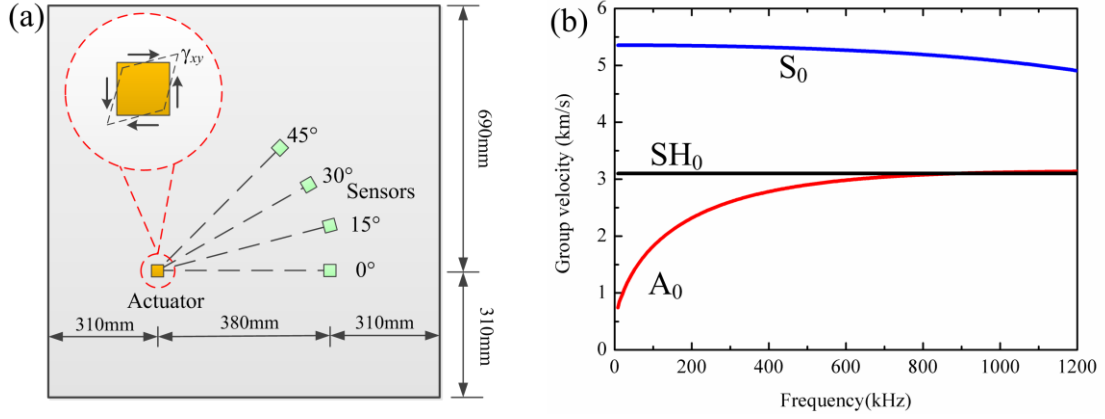 (a)
γxy
45°
30°
Sensors
15°
0°
Actuator
310mm
380mm
310mm
690mm
310mm
(b)
Group velocity (km/s)
6
5
4
3
2
1
0
S0
SH0
A0
0 200 400 600 800 1000 1200
Frequency(kHz)